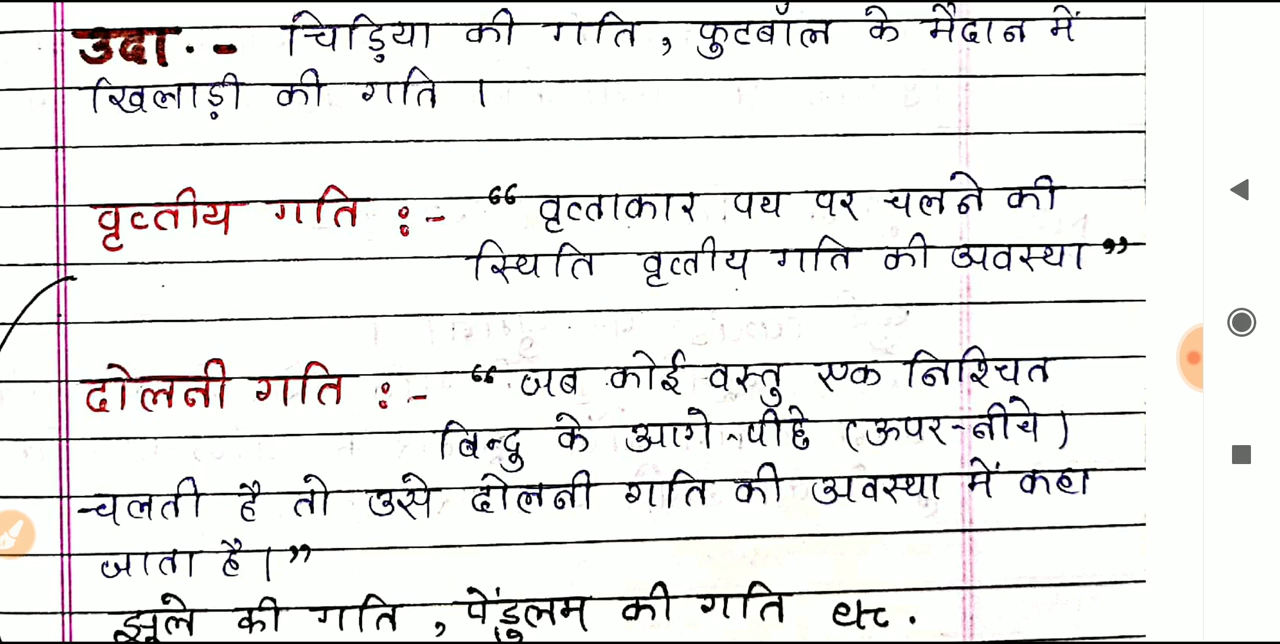 उदा.- चिड़िया की गति, फुटबॉल के मैदान में
खिलाड़ी की गति ।
वृत्तीय गति :- “ वृत्ताकार पथ पर चलने की
स्थिति वृत्तीय गति की अवस्था ”
दोलनी गति :- “ जब कोई वस्तु एक निश्चित
बिन्दु के आगे-पीछे (ऊपर-नीचे)
चलती है तो उसे दोलनी गति की अवस्था में कहा
जाता है। ”
झूले की गति, पेंडुलम की गति etc.